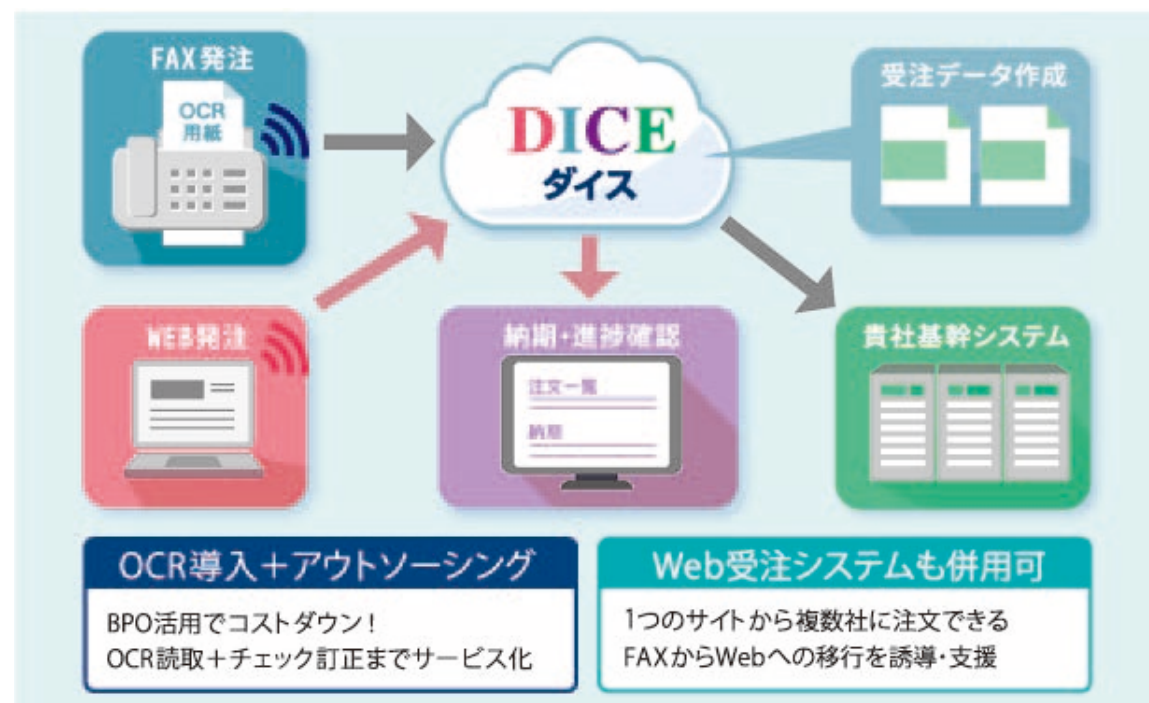 FAX発注
OCR
用紙
DICE
ダイス
受注データ作成
WEB発注
納期・進捗確認
注文一覧
納期
貴社基幹システム
OCR導入＋アウトソーシング
BPO活用でコストダウン！
OCR読取＋チェック訂正までサービス化
Web受注システムも併用可
1つのサイトから複数社に注文できる
FAXからWebへの移行を誘導・支援